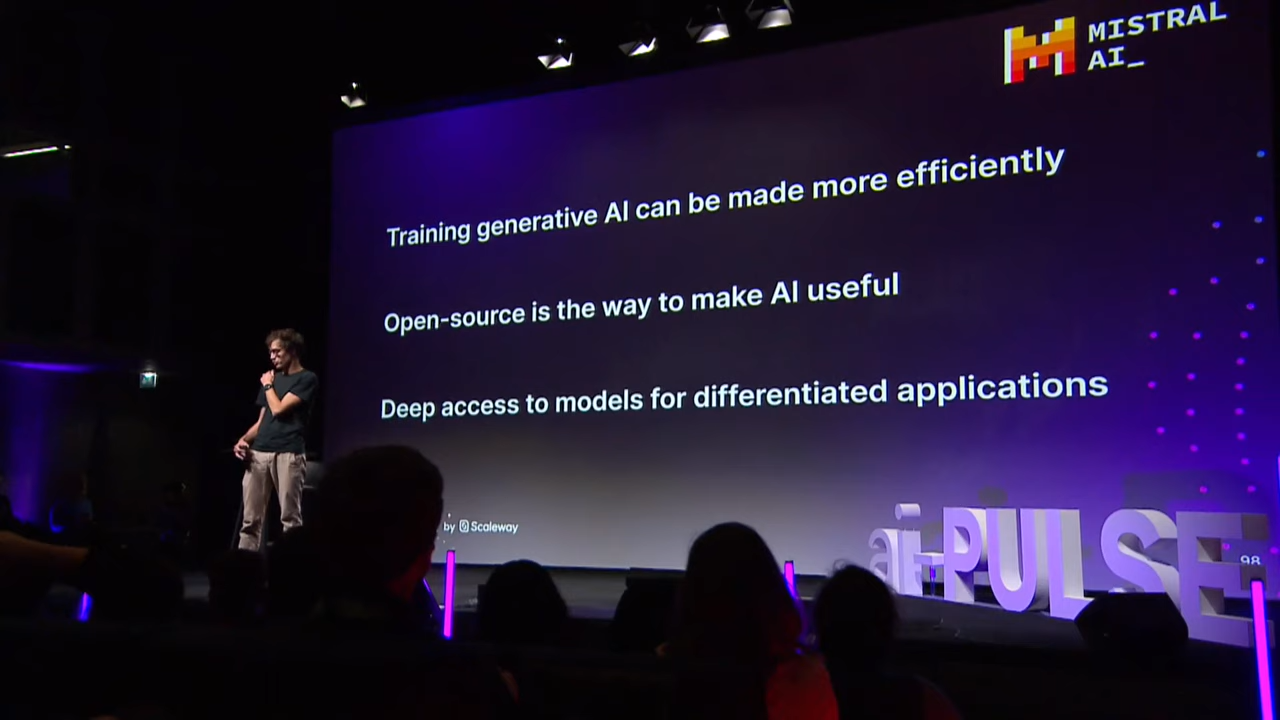 MISTRAL
AI_
Training generative AI can be made more efficiently
Open-source is the way to make AI useful
Deep access to models for differentiated applications
by Scaleway
ai-PULSE
98